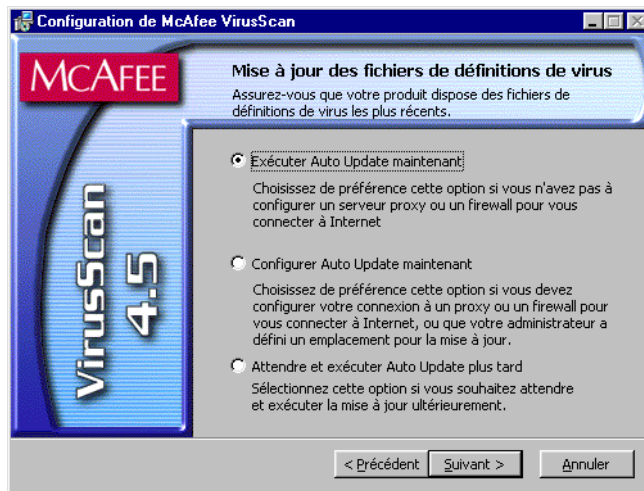 Configuration de McAfee VirusScan
McAFEE
VirusScan
4.5
Mise à jour des fichiers de définitions de virus
Assurez-vous que votre produit dispose des fichiers de
définitions de virus les plus récents.
Exécuter Auto Update maintenant
Choisissez de préférence cette option si vous n'avez pas à
configurer un serveur proxy ou un firewall pour vous
connecter à Internet
Configurer Auto Update maintenant
Choisissez de préférence cette option si vous devez
configurer votre connexion à un proxy ou un firewall pour
vous connecter à Internet, ou que votre administrateur a
défini un emplacement pour la mise à jour.
Attendre et exécuter Auto Update plus tard
Sélectionnez cette option si vous souhaitez attendre
et exécuter la mise à jour ultérieurement.
< Précédent
Suivant >
Annuler